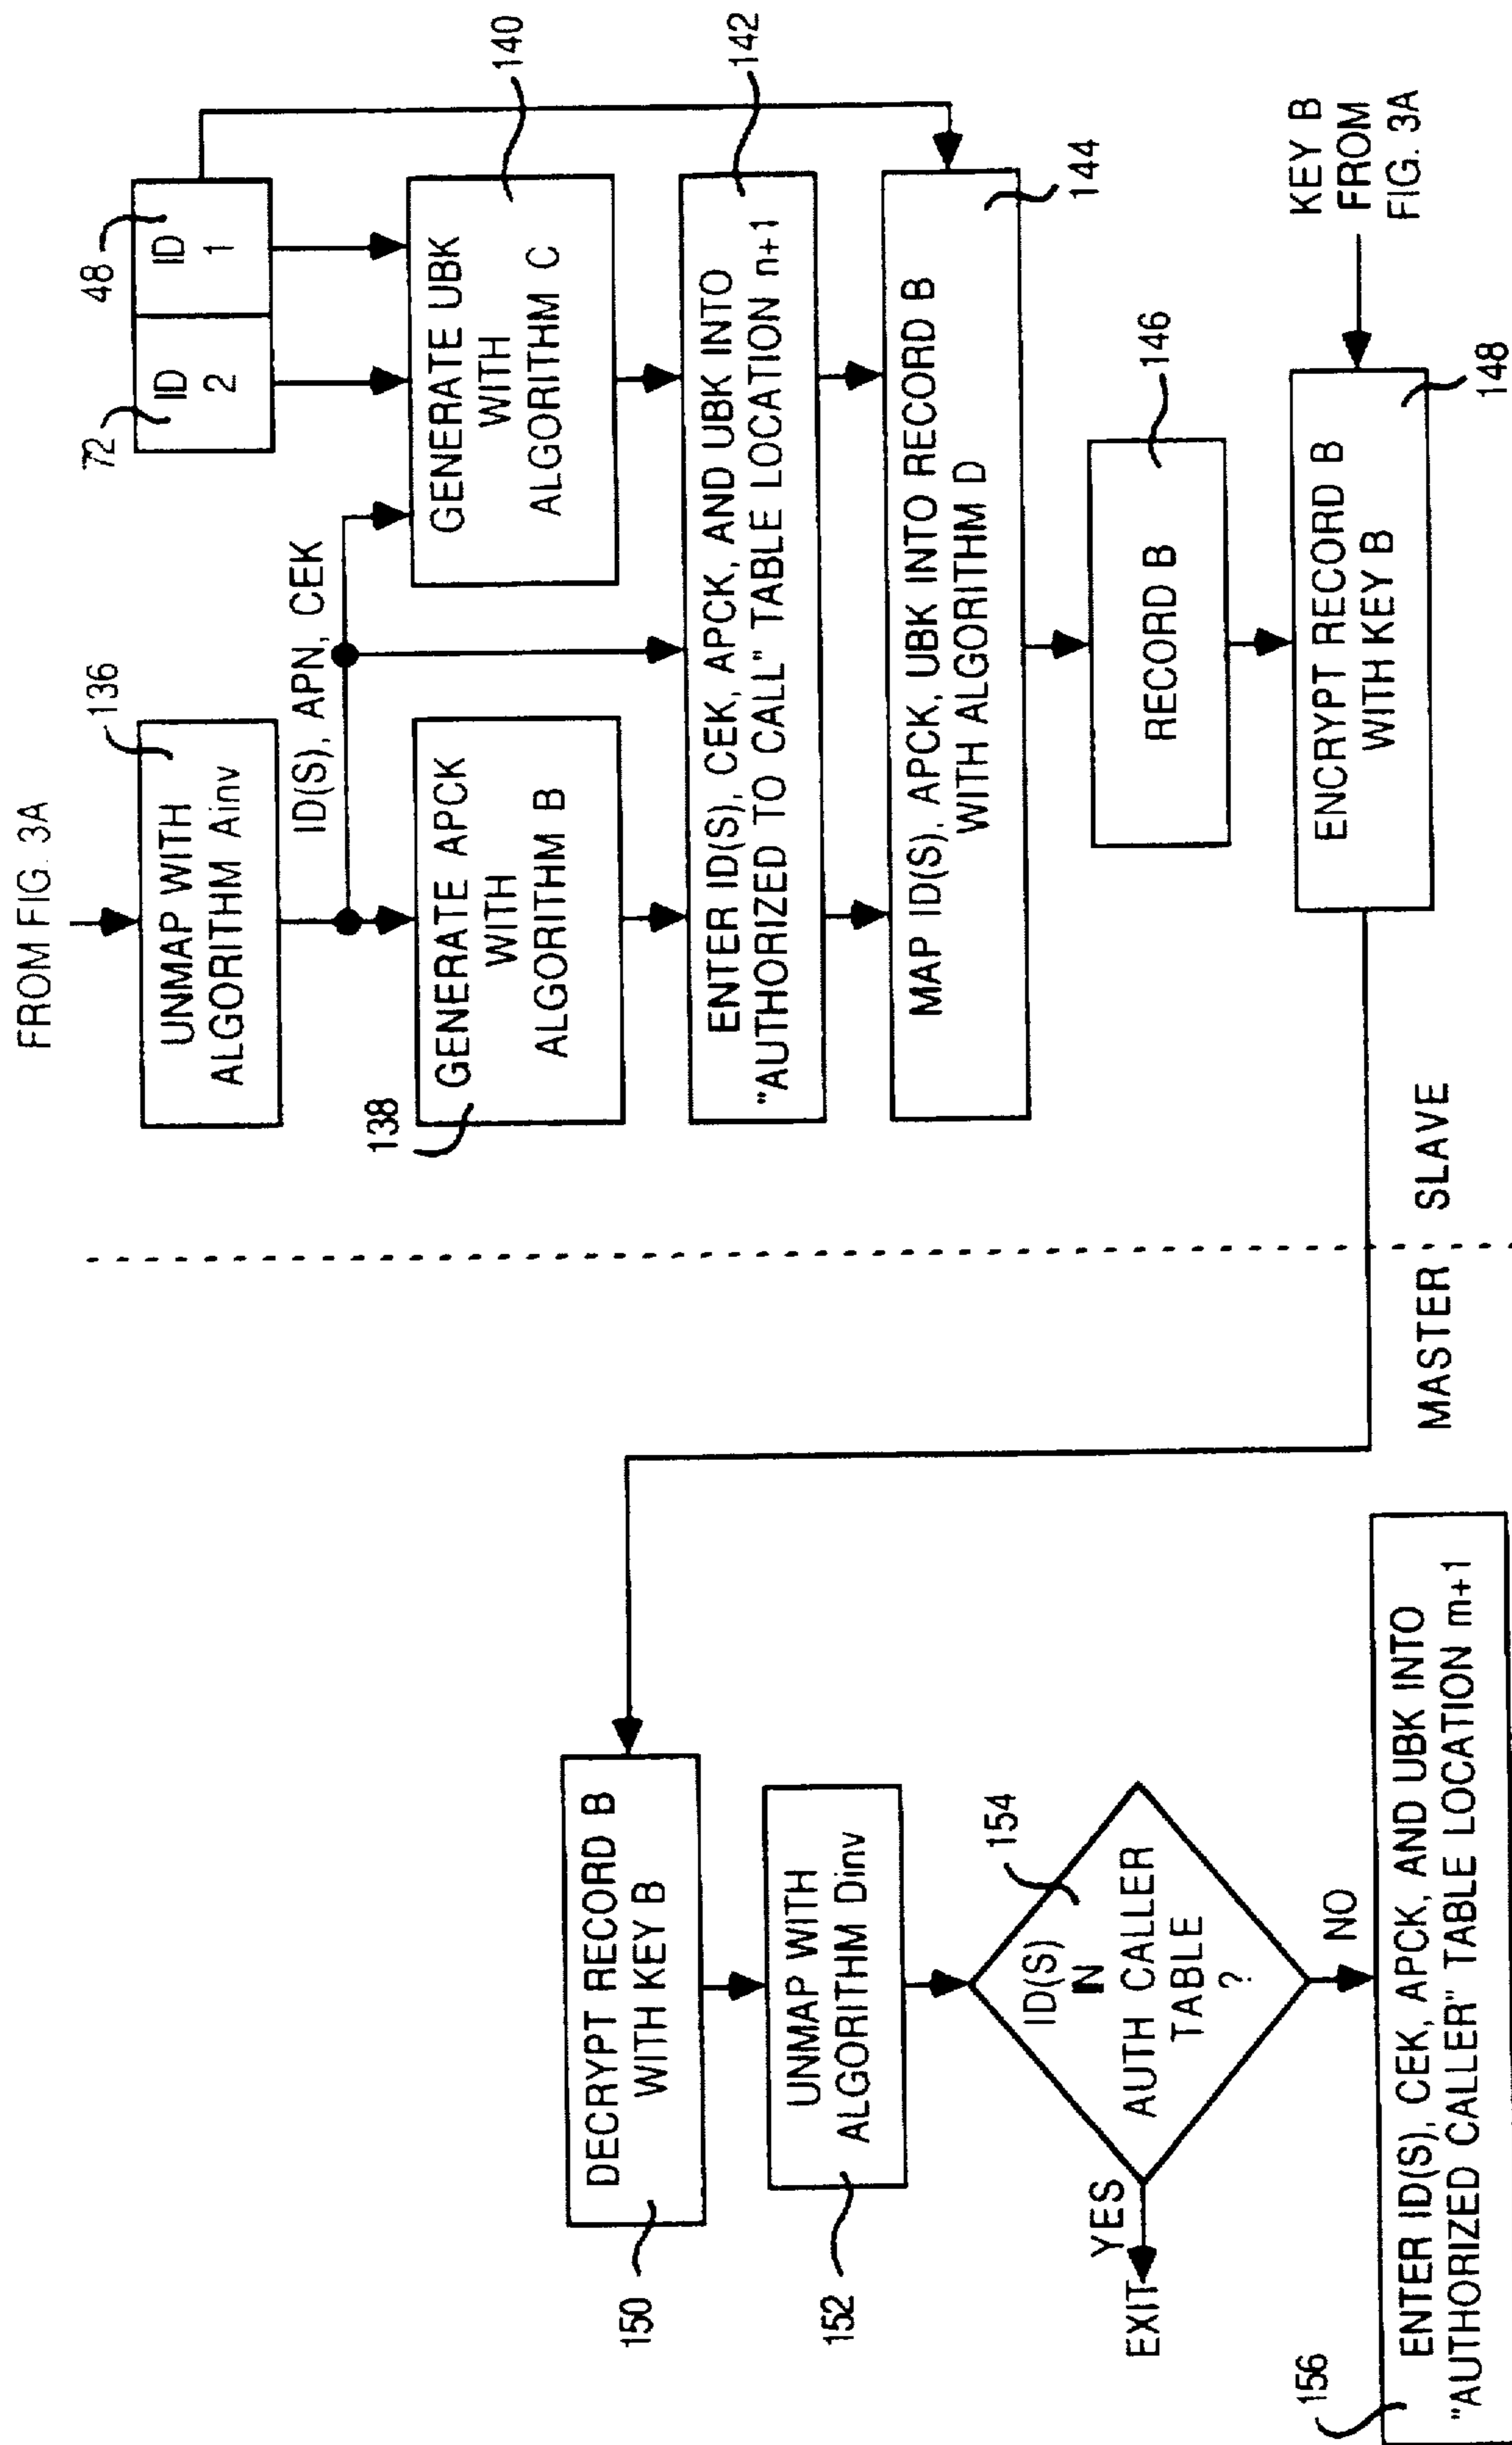 FROM FIG. 3A
136
UNMAP WITH
ALGORITHM Ainv
ID(S), APN, CEK
72
48
ID
2
ID
1
138
GENERATE APCK
WITH
ALGORITHM B
GENERATE UBK
WITH
ALGORITHM C
140
ENTER ID(S), CEK, APCK, AND UBK INTO
"AUTHORIZED TO CALL" TABLE LOCATION n+1
142
MAP ID(S), APCK, UBK INTO RECORD B
WITH ALGORITHM D
144
RECORD B
146
KEY B
FROM
FIG. 3A
ENCRYPT RECORD B
WITH KEY B
148
MASTER
SLAVE
DECRYPT RECORD B
WITH KEY B
150
UNMAP WITH
ALGORITHM Dinv
152
ID(S)
IN
AUTH CALLER
TABLE
?
154
YES
EXIT
NO
ENTER ID(S), CEK, APCK, AND UBK INTO
"AUTHORIZED CALLER" TABLE LOCATION m+1
156